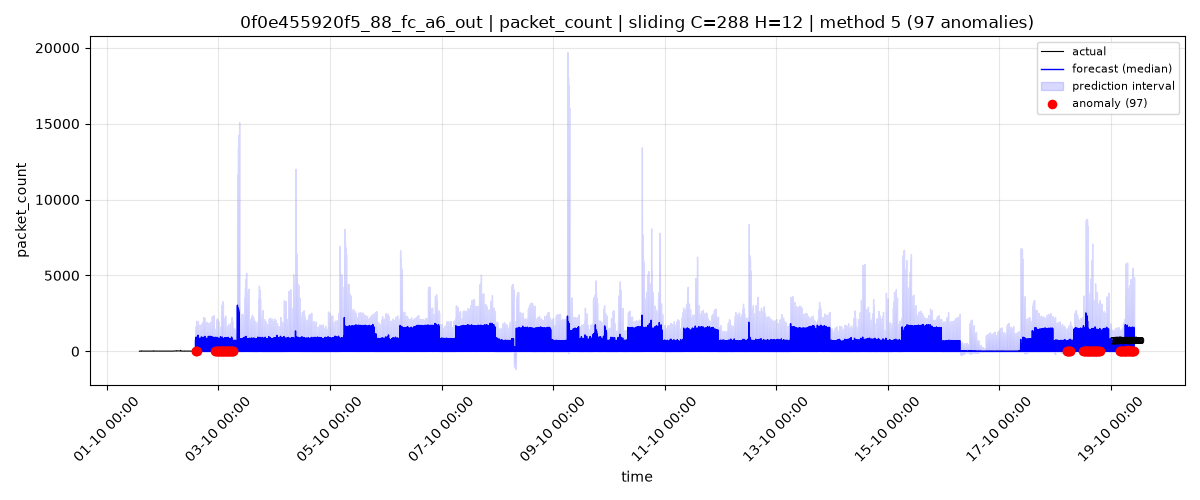 0f0e455920f5_88_fc_a6_out | packet_count | sliding C=288 H=12 | method 5 (97 anomalies)
actual
forecast (median)
prediction interval
anomaly (97)
packet_count
20000
15000
10000
5000
0
01-10 00:00
03-10 00:00
05-10 00:00
07-10 00:00
09-10 00:00
11-10 00:00
13-10 00:00
15-10 00:00
17-10 00:00
19-10 00:00
time